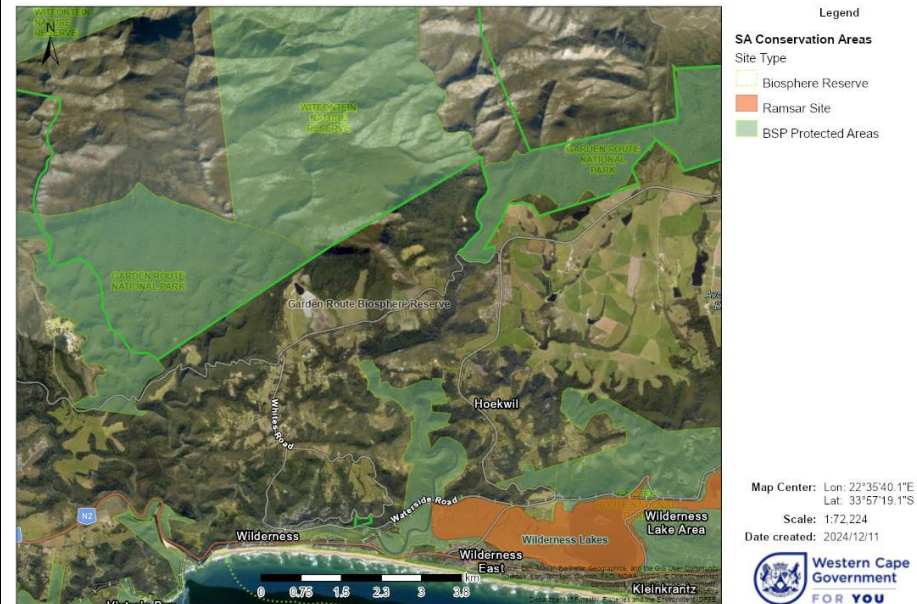 WITFONTEIN
NATURE
RESERVE
N
WITFONTEIN
NATURE
RESERVE
GARDEN ROUTE
NATIONAL
PARK
GARDEN ROUTE
NATIONAL PARK
Garden Route Biosphere Reserve
Hoekwil
Whites Road
Waterside Road
N2
Wilderness
Wilderness Lakes
Wilderness
Lake Area
Wilderness
East
Kleinkrantz
km
0 0.75 1.5 2.3 3 3.8
Legend
SA Conservation Areas
Site Type
Biosphere Reserve
Ramsar Site
BSP Protected Areas
Map Center: Lon: 22°35'40.1"E
Lat: 33°57'19.1"S
Scale: 1:72,224
Date created: 2024/12/11
Western Cape
Government
FOR YOU